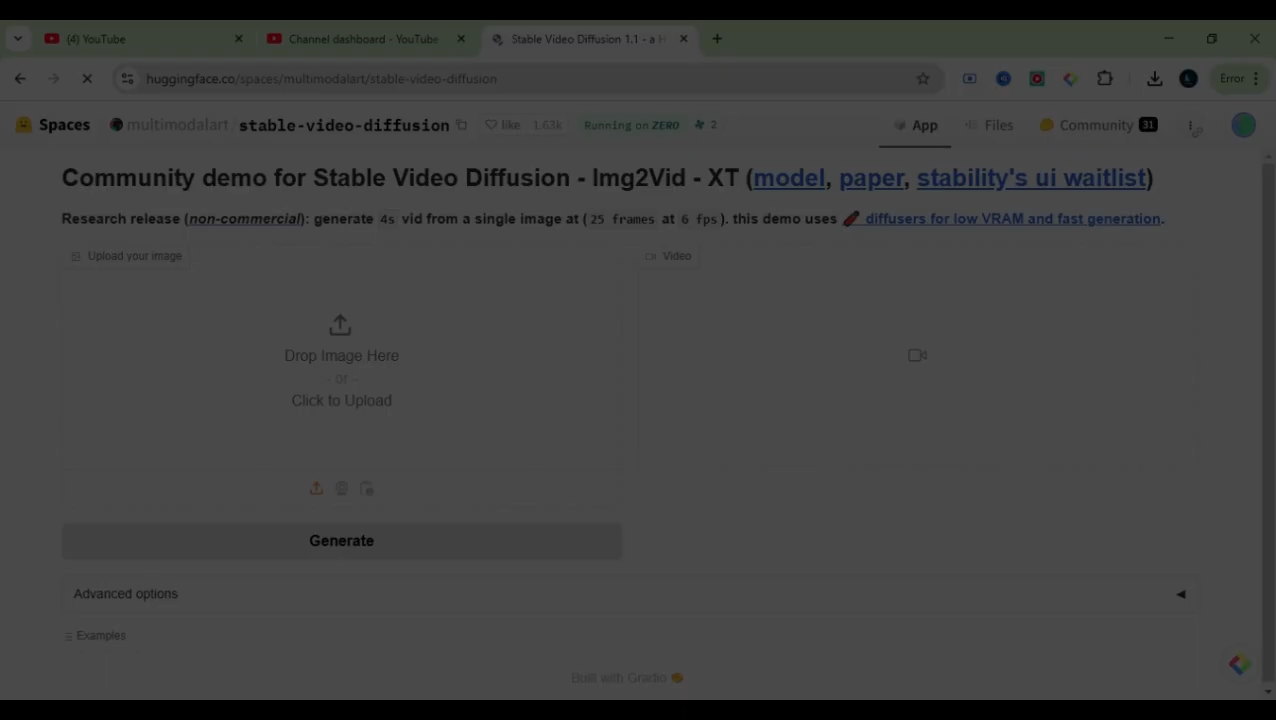 (4) YouTube
Channel dashboard - YouTube
Stable Video Diffusion 1.1 - a H
huggingface.co/spaces/multimodalart/stable-video-diffusion
Error
Spaces multimodalart/stable-video-diffusion like 1.63k Running on ZERO 2 App Files Community 31
Community demo for Stable Video Diffusion - Img2Vid - XT (model, paper, stability's ui waitlist)
Research release (non-commercial): generate 4s vid from a single image at (25 frames at 6 fps). this demo uses 🧨 diffusers for low VRAM and fast generation.
Upload your image
Video
Drop Image Here
- or -
Click to Upload
Generate
Advanced options
Examples
Built with Gradio